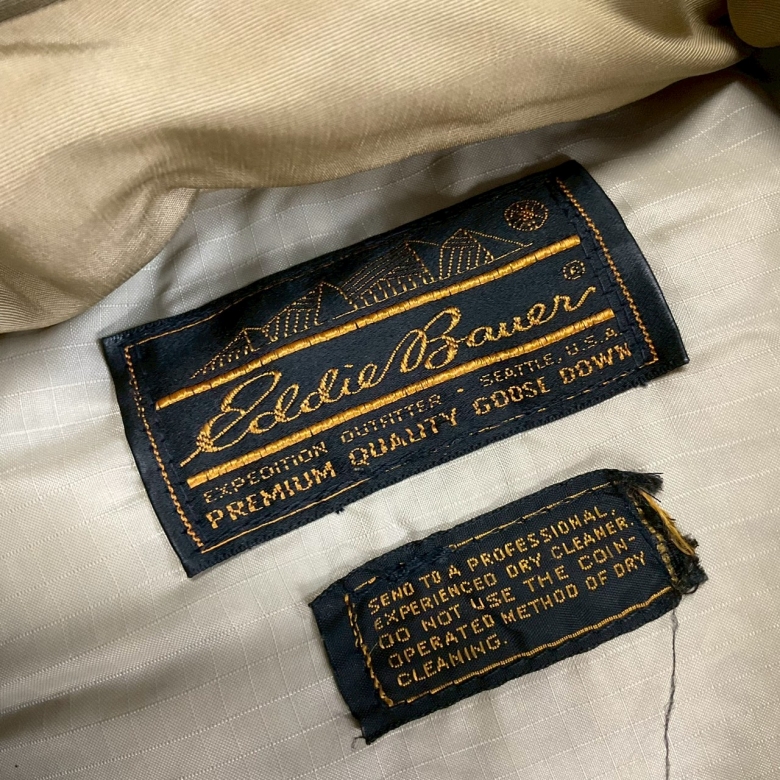 Eddie Bauer®
EXPEDITION OUTFITTER · SEATTLE, U.S.A.
PREMIUM QUALITY GOOSE DOWN
SEND TO A PROFESSIONAL,
EXPERIENCED DRY CLEANER.
DO NOT USE THE COIN-
OPERATED METHOD OF DRY
CLEANING.